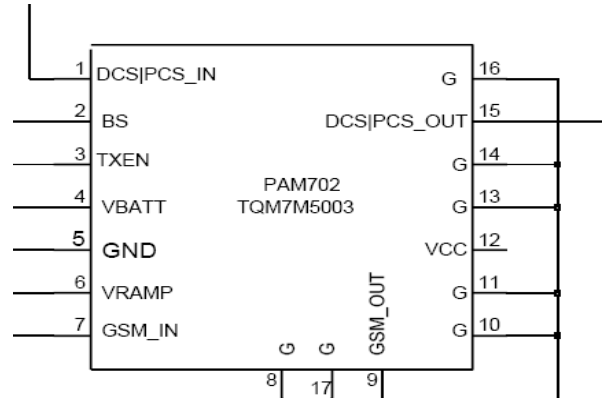 1 DCS|PCS_IN G 16
2 BS DCS|PCS_OUT 15
3 TXEN G 14
PAM702
4 VBATT TQM7M5003 G 13
5 GND VCC 12
6 VRAMP G 11
7 GSM_IN G G GSM_OUT G 10
8 17 9